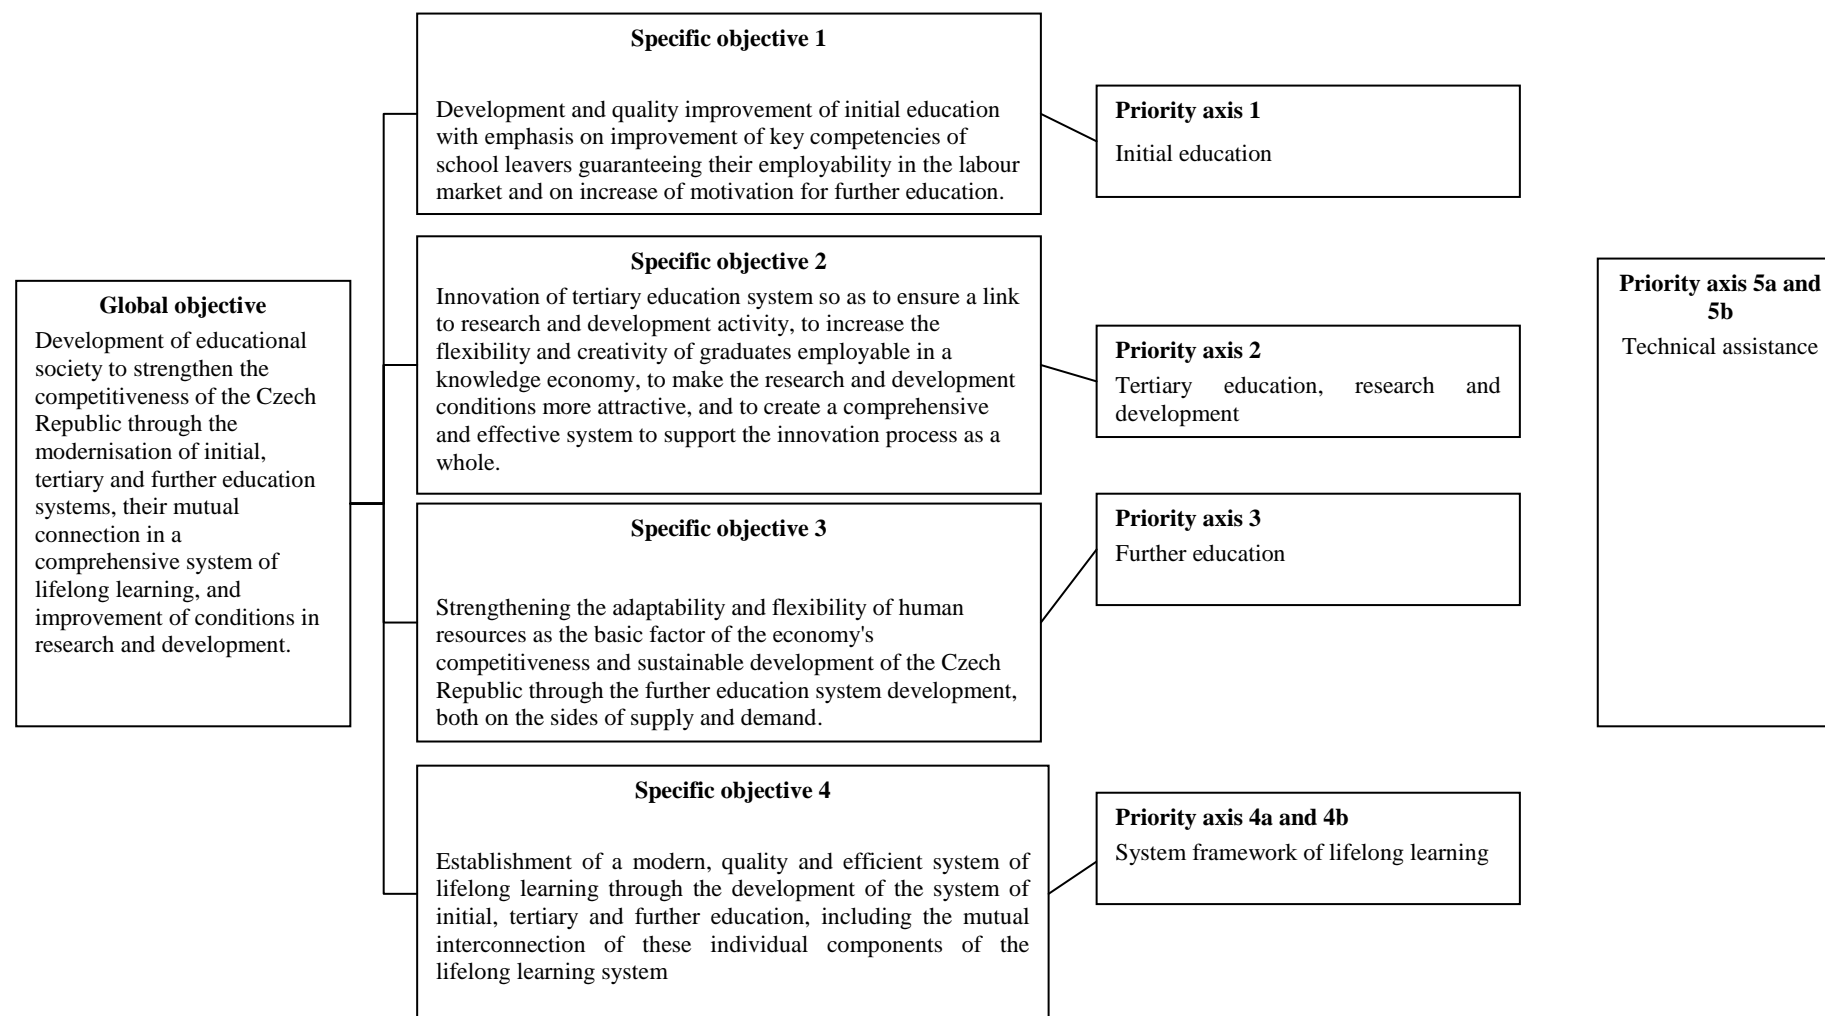 Global objective
Development of educational
society to strengthen the
competitiveness of the Czech
Republic through the
modernisation of initial,
tertiary and further education
systems, their mutual
connection in a
comprehensive system of
lifelong learning, and
improvement of conditions in
research and development.
Specific objective 1
Development and quality improvement of initial education
with emphasis on improvement of key competencies of
school leavers guaranteeing their employability in the labour
market and on increase of motivation for further education.
Priority axis 1
Initial education
Specific objective 2
Innovation of tertiary education system so as to ensure a link
to research and development activity, to increase the
flexibility and creativity of graduates employable in a
knowledge economy, to make the research and development
conditions more attractive, and to create a comprehensive
and effective system to support the innovation process as a
whole.
Priority axis 2
Tertiary education, research and
development
Specific objective 3
Strengthening the adaptability and flexibility of human
resources as the basic factor of the economy's
competitiveness and sustainable development of the Czech
Republic through the further education system development,
both on the sides of supply and demand.
Priority axis 3
Further education
Specific objective 4
Establishment of a modern, quality and efficient system of
lifelong learning through the development of the system of
initial, tertiary and further education, including the mutual
interconnection of these individual components of the
lifelong learning system
Priority axis 4a and 4b
System framework of lifelong learning
Priority axis 5a and
5b
Technical assistance